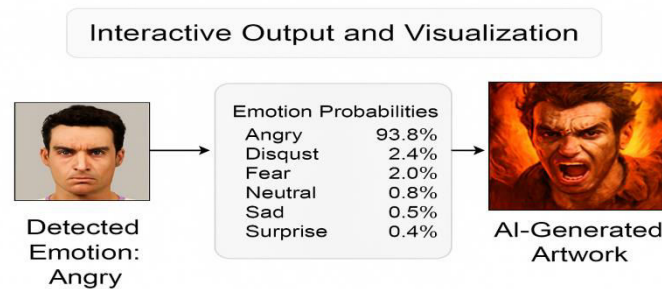 Interactive Output and Visualization
Detected
Emotion:
Angry
Emotion Probabilities
Angry 93.8%
Disqust 2.4%
Fear 2.0%
Neutral 0.8%
Sad 0.5%
Surprise 0.4%
AI-Generated
Artwork